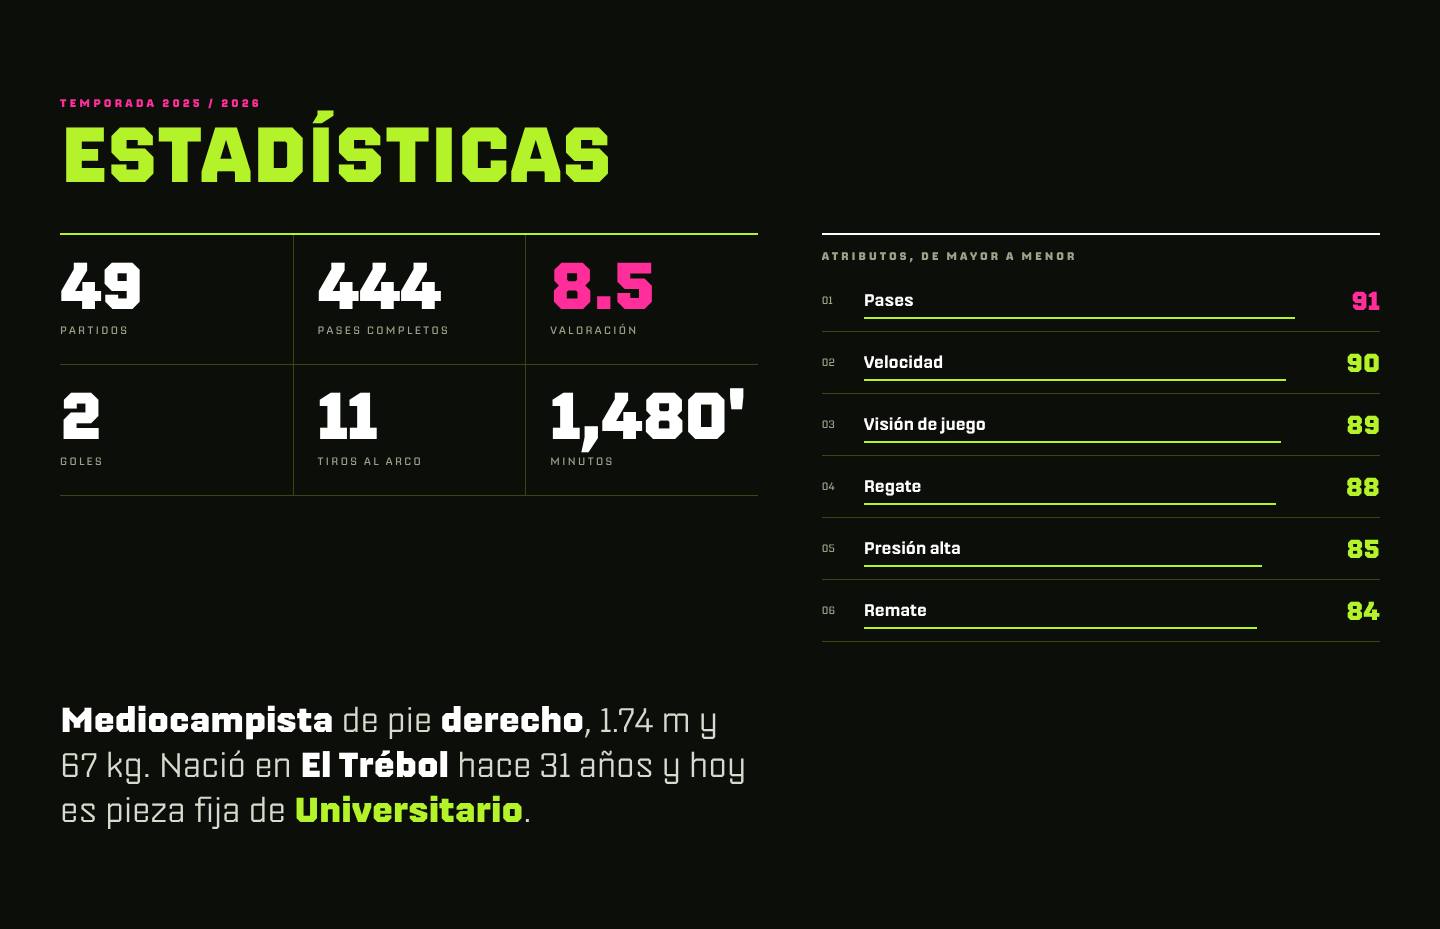 TEMPORADA 2025 / 2026
ESTADÍSTICAS
49
PARTIDOS
444
PASES COMPLETOS
8.5
VALORACIÓN
2
GOLES
11
TIROS AL ARCO
1,480'
MINUTOS
ATRIBUTOS, DE MAYOR A MENOR
01 Pases 91
02 Velocidad 90
03 Visión de juego 89
04 Regate 88
05 Presión alta 85
06 Remate 84
Mediocampista de pie derecho, 1.74 m y
67 kg. Nació en El Trébol hace 31 años y hoy
es pieza fija de Universitario.